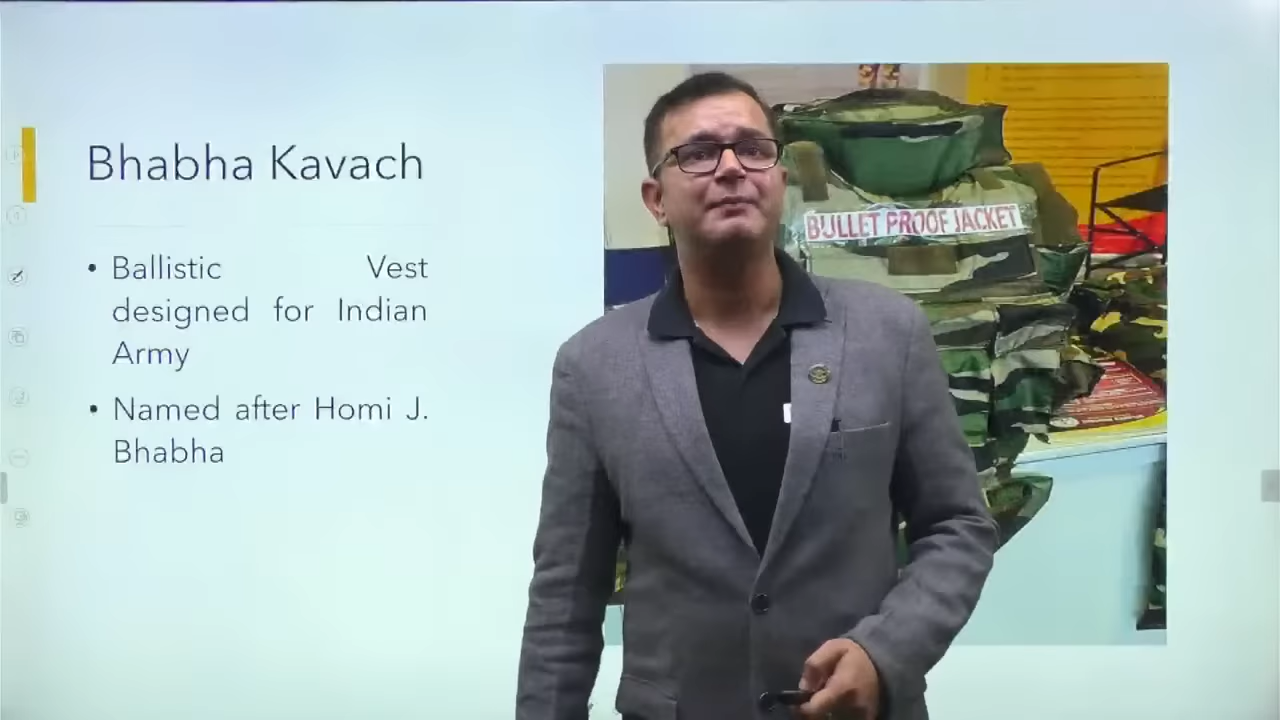 Bhabha Kavach
• Ballistic Vest
designed for Indian
Army
• Named after Homi J.
Bhabha
BULLET PROOF JACKET